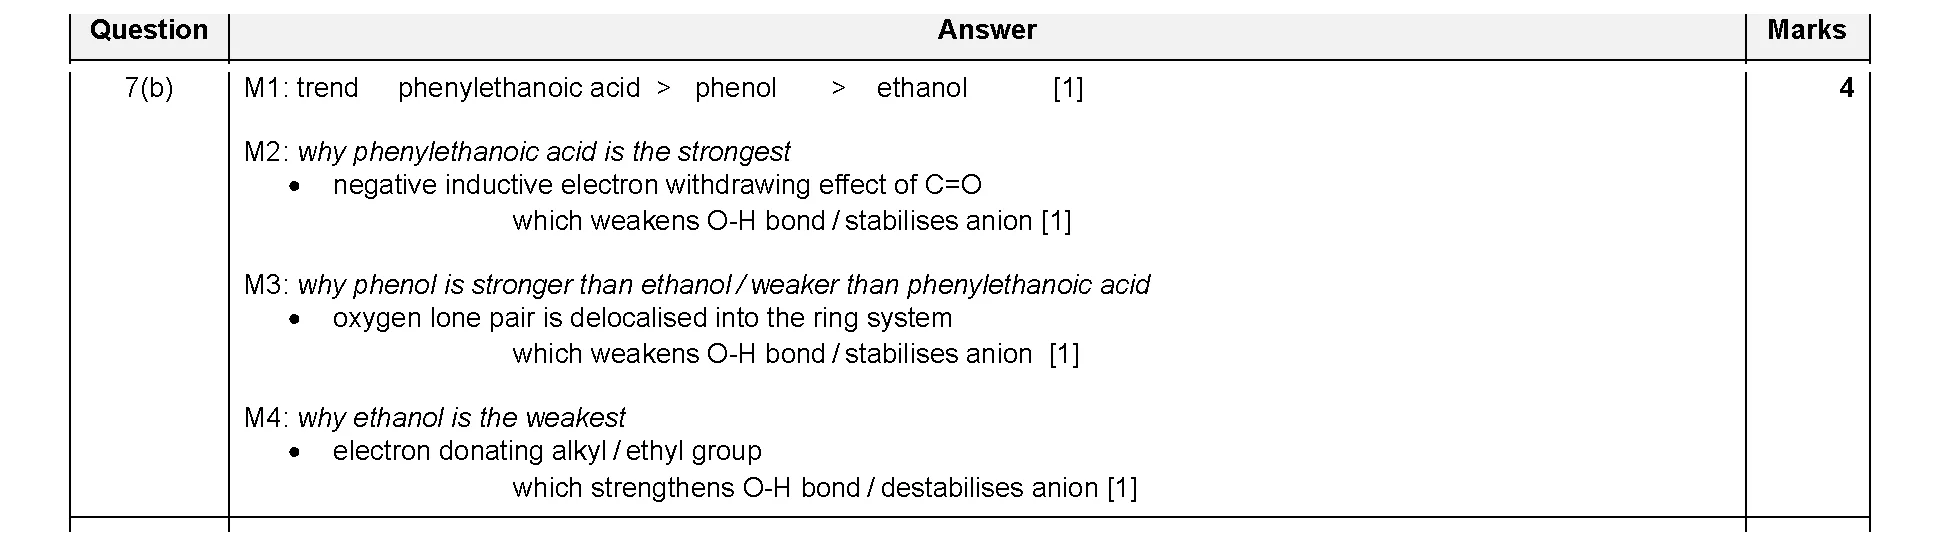 Question Answer Marks
7(b) M1: trend phenylethanoic acid > phenol > ethanol [1] 4
M2: why phenylethanoic acid is the strongest
• negative inductive electron withdrawing effect of C=O
which weakens O-H bond / stabilises anion [1]
M3: why phenol is stronger than ethanol / weaker than phenylethanoic acid
• oxygen lone pair is delocalised into the ring system
which weakens O-H bond / stabilises anion [1]
M4: why ethanol is the weakest
• electron donating alkyl / ethyl group
which strengthens O-H bond / destabilises anion [1]